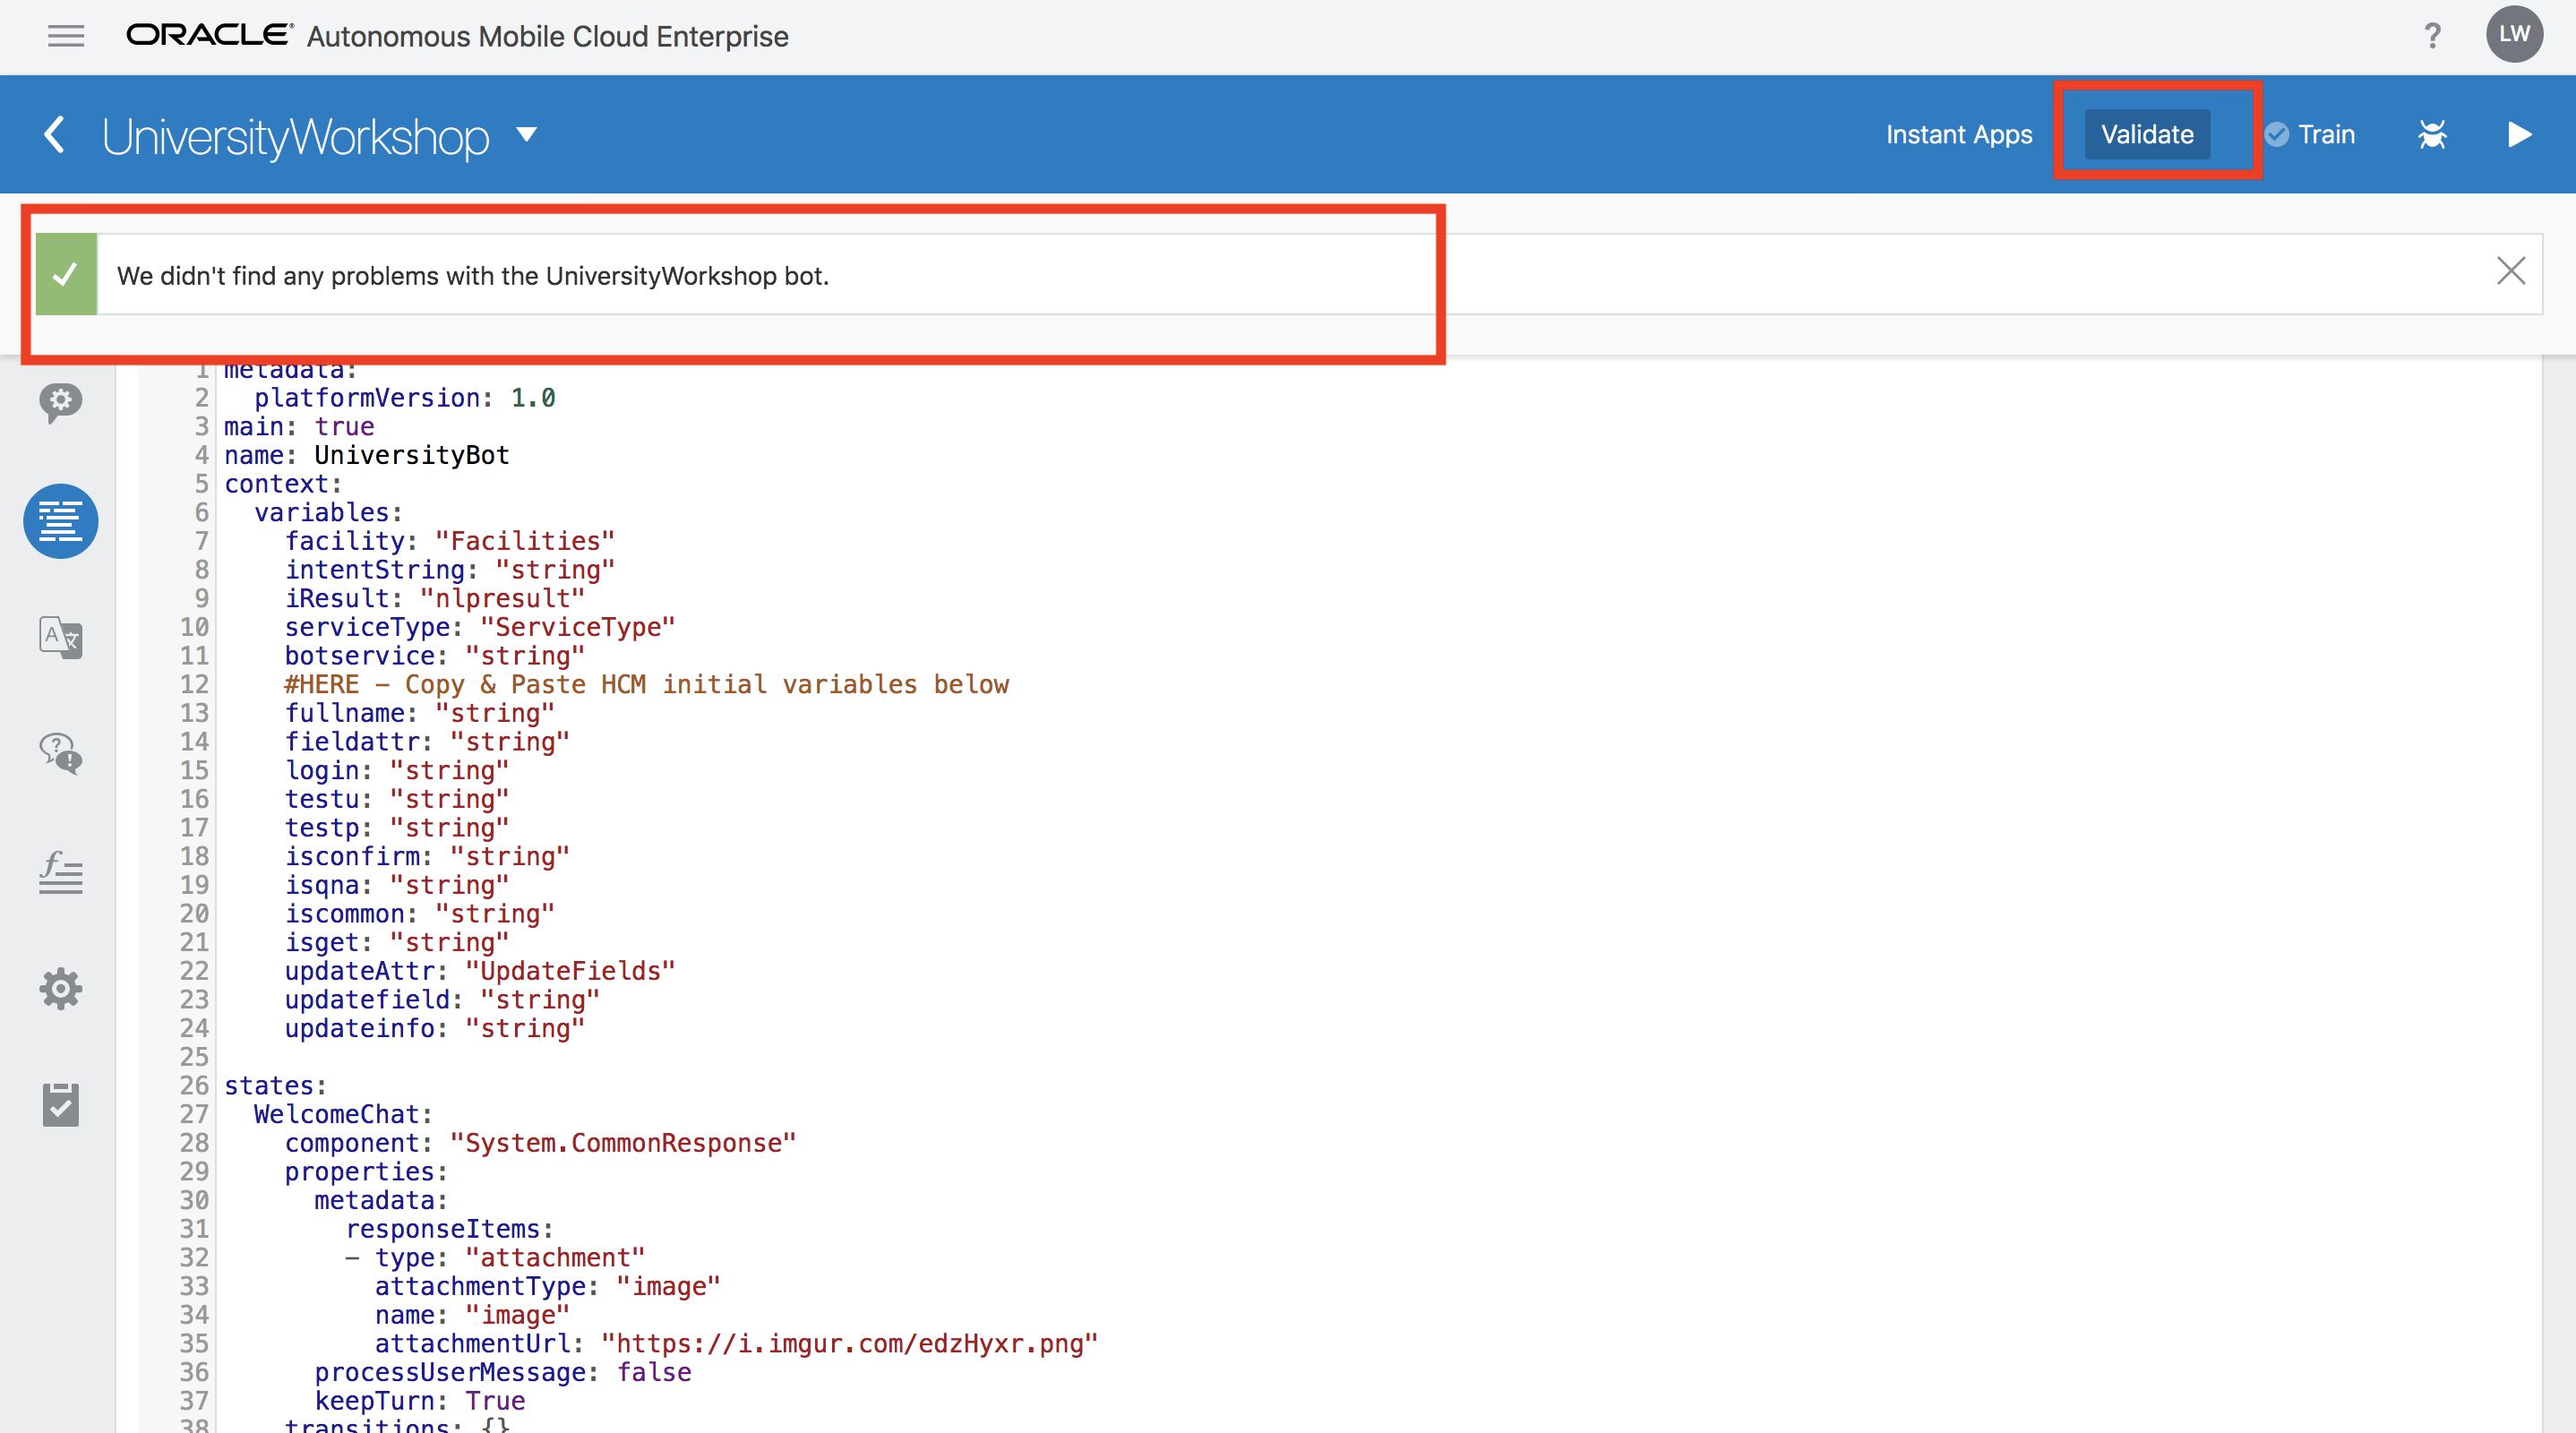 ORACLE® Autonomous Mobile Cloud Enterprise
?
LW
UniversityWorkshop
Instant Apps
Validate
Train
We didn't find any problems with the UniversityWorkshop bot.
1 metadata:
2 platformVersion: 1.0
3 main: true
4 name: UniversityBot
5 context:
6 variables:
7 facility: "Facilities"
8 intentString: "string"
9 iResult: "nlpresult"
10 serviceType: "ServiceType"
11 botservice: "string"
12 #HERE – Copy & Paste HCM initial variables below
13 fullname: "string"
14 fieldattr: "string"
15 login: "string"
16 testu: "string"
17 testp: "string"
18 isconfirm: "string"
19 isqna: "string"
20 iscommon: "string"
21 isget: "string"
22 updateAttr: "UpdateFields"
23 updatefield: "string"
24 updateinfo: "string"
25
26 states:
27 WelcomeChat:
28 component: "System.CommonResponse"
29 properties:
30 metadata:
31 responseItems:
32 – type: "attachment"
33 attachmentType: "image"
34 name: "image"
35 attachmentUrl: "https://i.imgur.com/edzHyxr.png"
36 processUserMessage: false
37 keepTurn: True
38 transitions: {}